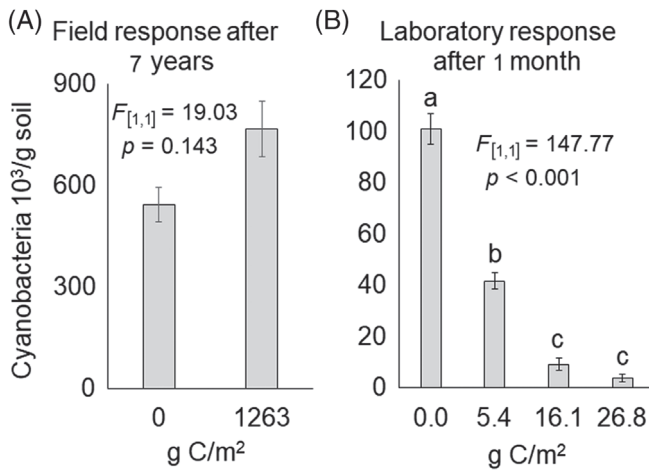 (A) Field response after
7 years
Cyanobacteria 10³/g soil
900
600
300
0
F[1,1] = 19.03
p = 0.143
0 1263
g C/m²
(B) Laboratory response
after 1 month
120
100
80
60
40
20
0
a
F[1,1] = 147.77
p < 0.001
b
c c
0.0 5.4 16.1 26.8
g C/m²